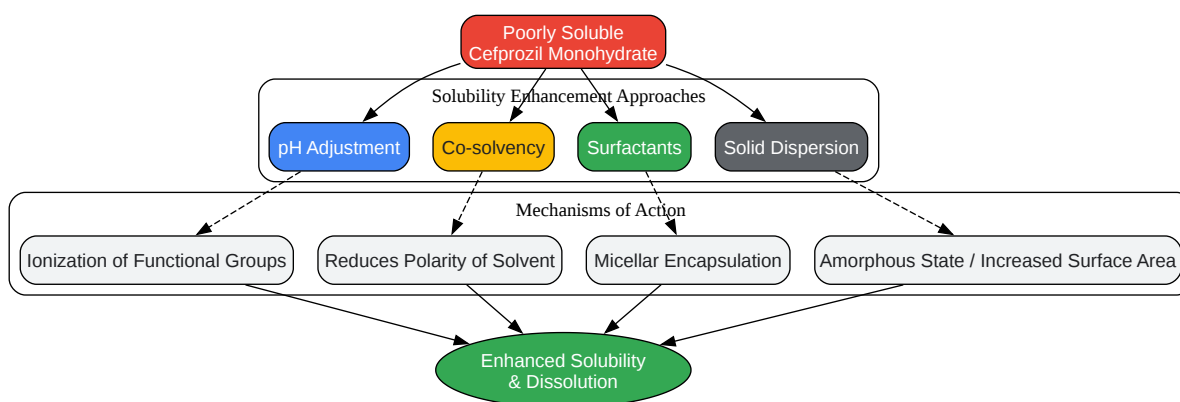 Poorly Soluble
Cefprozil Monohydrate
Solubility Enhancement Approaches
pH Adjustment
Co-solvency
Surfactants
Solid Dispersion
Mechanisms of Action
Ionization of Functional Groups
Reduces Polarity of Solvent
Micellar Encapsulation
Amorphous State / Increased Surface Area
Enhanced Solubility
& Dissolution